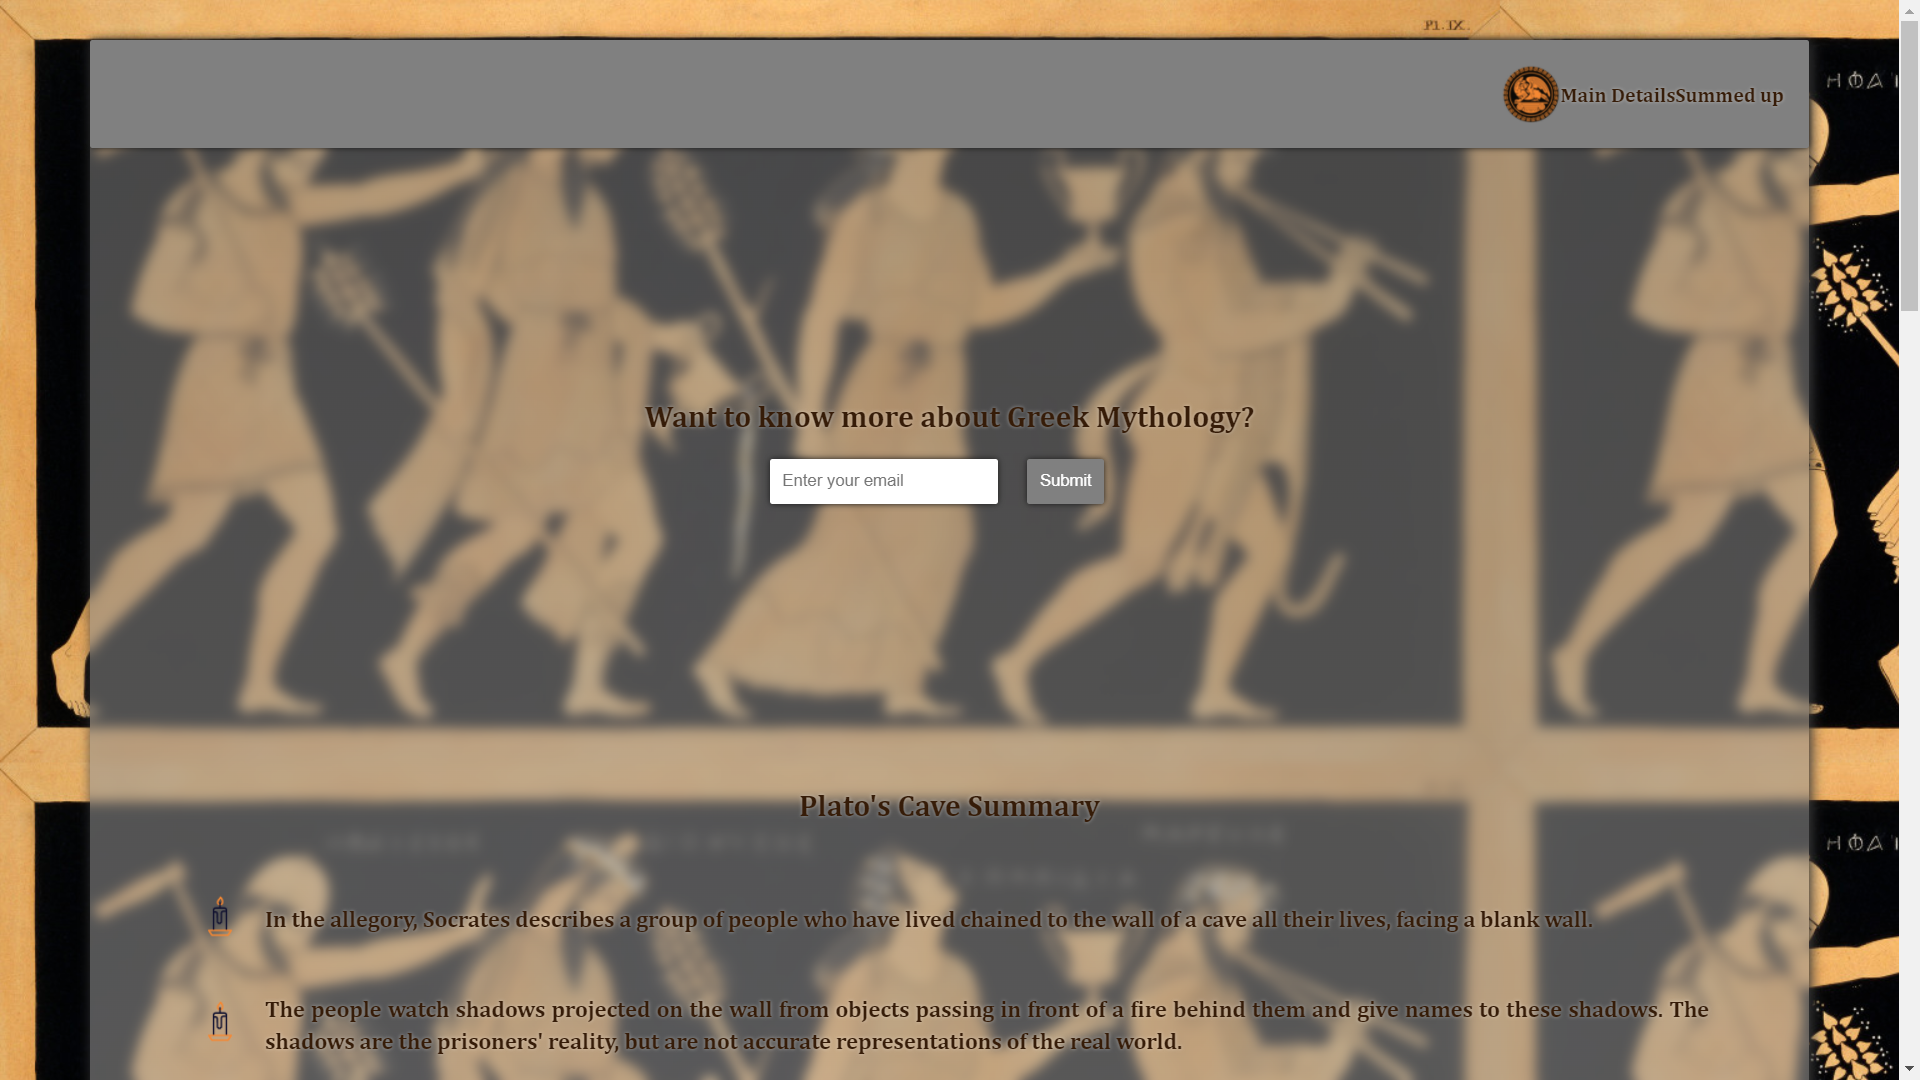 Pl. IX.
ΗΦΑΙ
Main DetailsSummed up
Want to know more about Greek Mythology?
Enter your email
Submit
Plato's Cave Summary
ΗΦΑΙ
In the allegory, Socrates describes a group of people who have lived chained to the wall of a cave all their lives, facing a blank wall.
The people watch shadows projected on the wall from objects passing in front of a fire behind them and give names to these shadows. The
shadows are the prisoners' reality, but are not accurate representations of the real world.